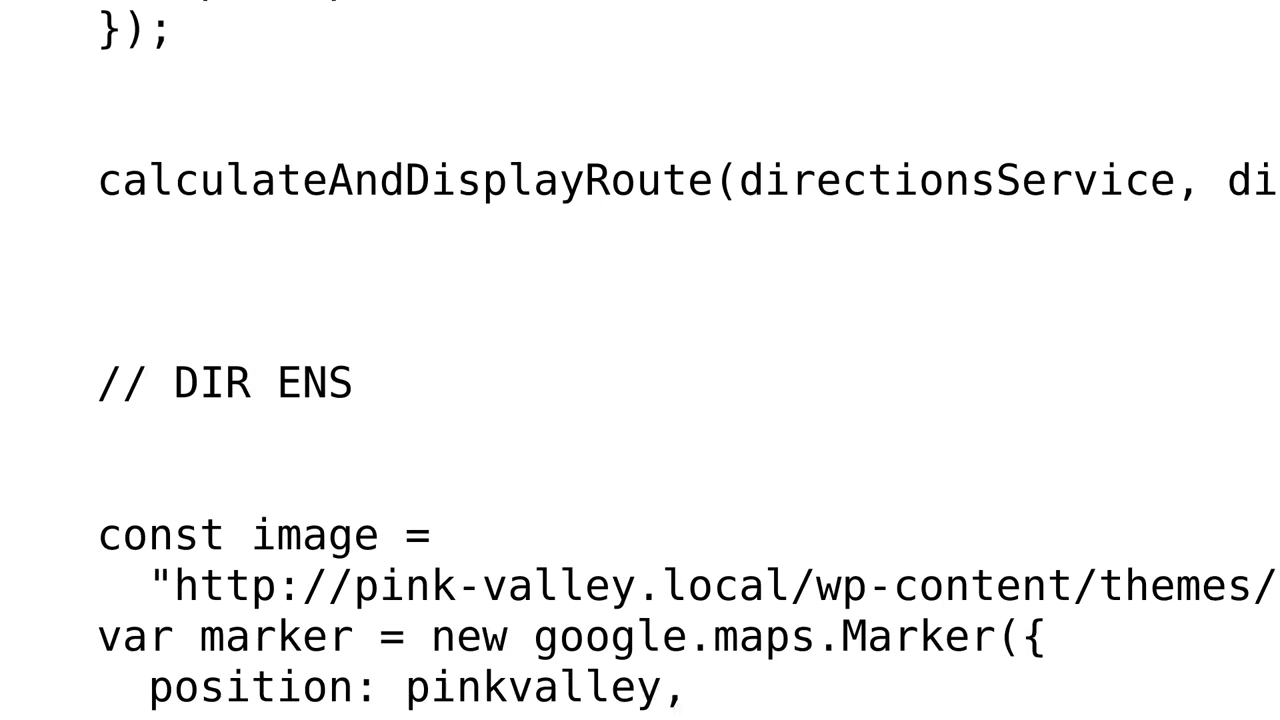 });
calculateAndDisplayRoute(directionsService, di
// DIR ENS
const image =
"http://pink-valley.local/wp-content/themes/
var marker = new google.maps.Marker({
position: pinkvalley,